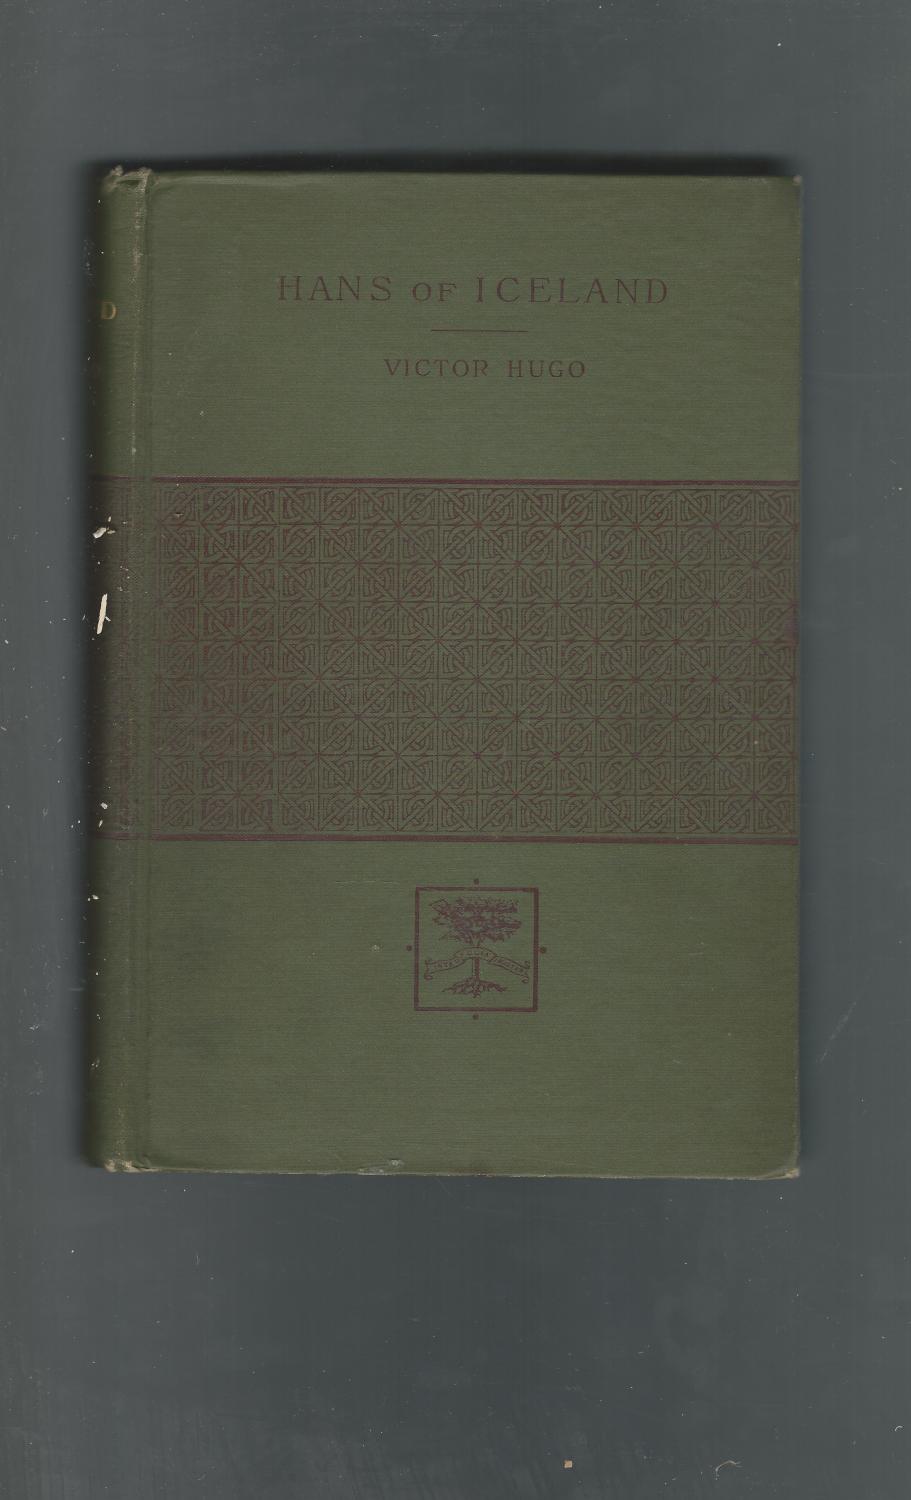 HANS OF ICELAND
VICTOR HUGO
D